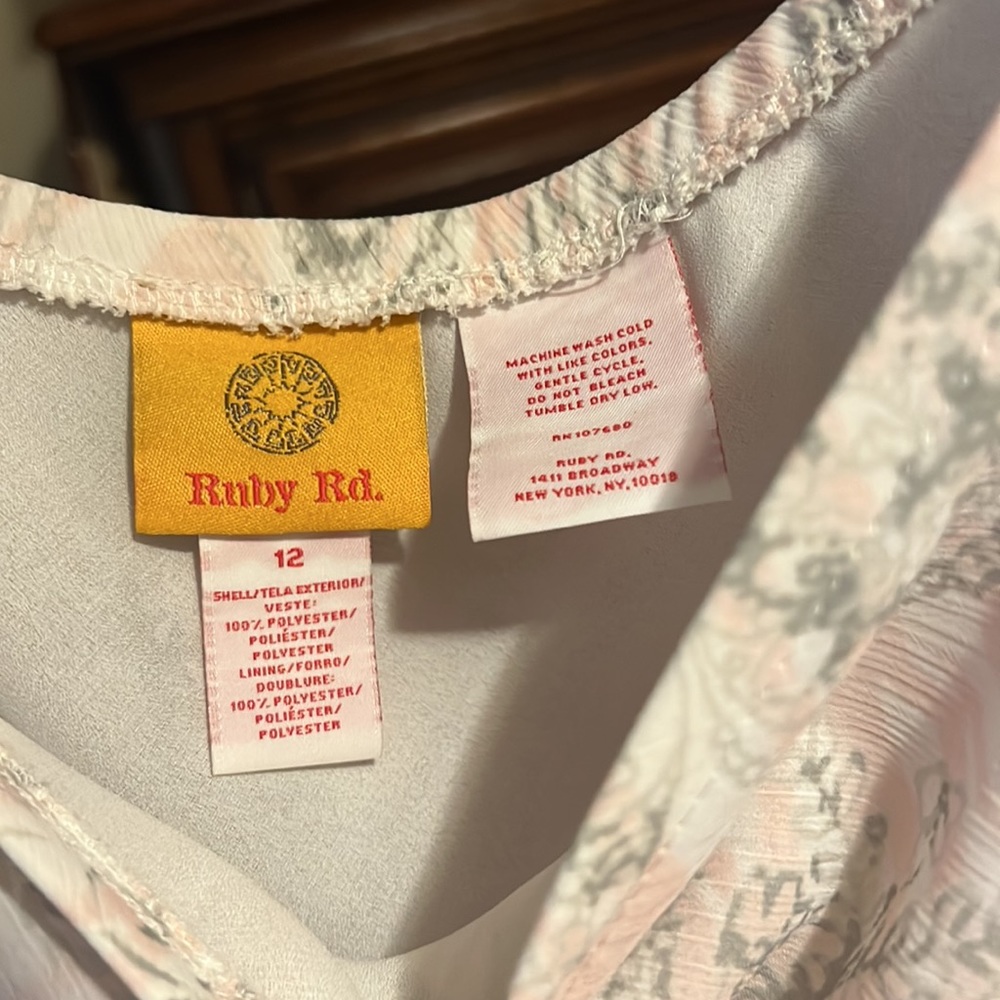 Ruby Rd.
12
SHELL/TELA EXTERIOR/
VESTE:
100% POLYESTER/
POLIÉSTER/
POLYESTER
LINING/FORRO/
DOUBLURE:
100% POLYESTER/
POLIÉSTER/
POLYESTER
MACHINE WASH COLD
WITH LIKE COLORS.
GENTLE CYCLE.
DO NOT BLEACH
TUMBLE DRY LOW.
RN107680
RUBY RD.
1411 BROADWAY
NEW YORK, NY, 10018